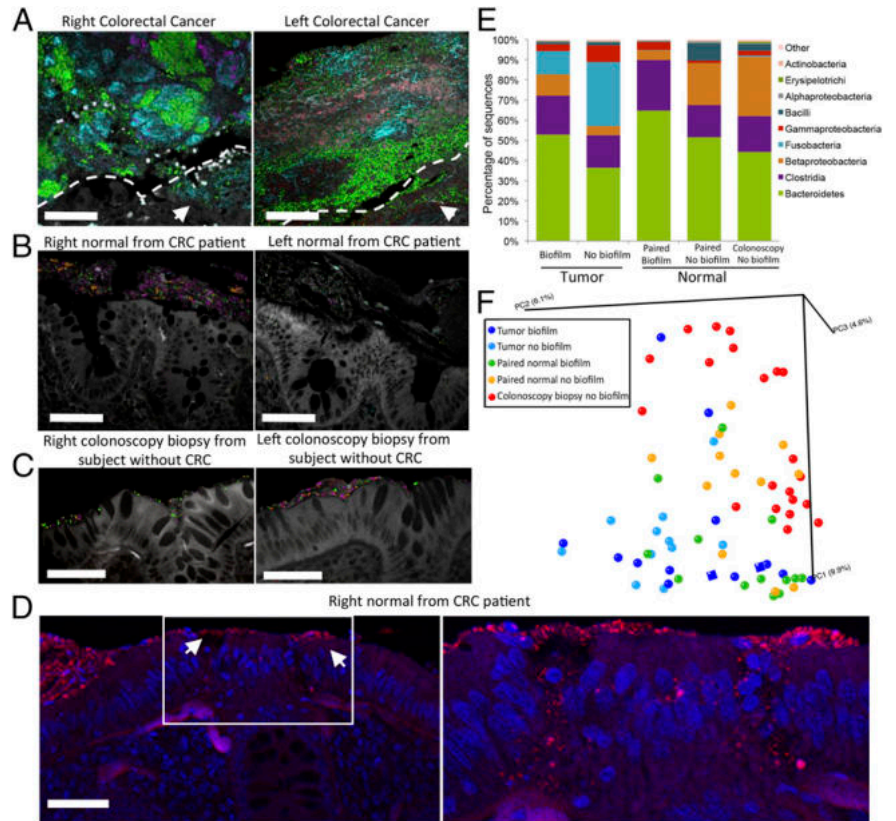 A
Right Colorectal Cancer
Left Colorectal Cancer
B
Right normal from CRC patient
Left normal from CRC patient
C
Right colonoscopy biopsy from
subject without CRC
Left colonoscopy biopsy from
subject without CRC
D
Right normal from CRC patient
E
Percentage of sequences
100%
90%
80%
70%
60%
50%
40%
30%
20%
10%
0%
Biofilm
No biofilm
Paired
Biofilm
Paired
No biofilm
Colonoscopy
No biofilm
Tumor
Normal
Other
Actinobacteria
Erysipelotrichi
Alphaproteobacteria
Bacilli
Gammaproteobacteria
Fusobacteria
Betaproteobacteria
Clostridia
Bacteroidetes
F
PC2 (6.1%)
PC3 (4.6%)
PC1 (9.9%)
Tumor biofilm
Tumor no biofilm
Paired normal biofilm
Paired normal no biofilm
Colonoscopy biopsy no biofilm